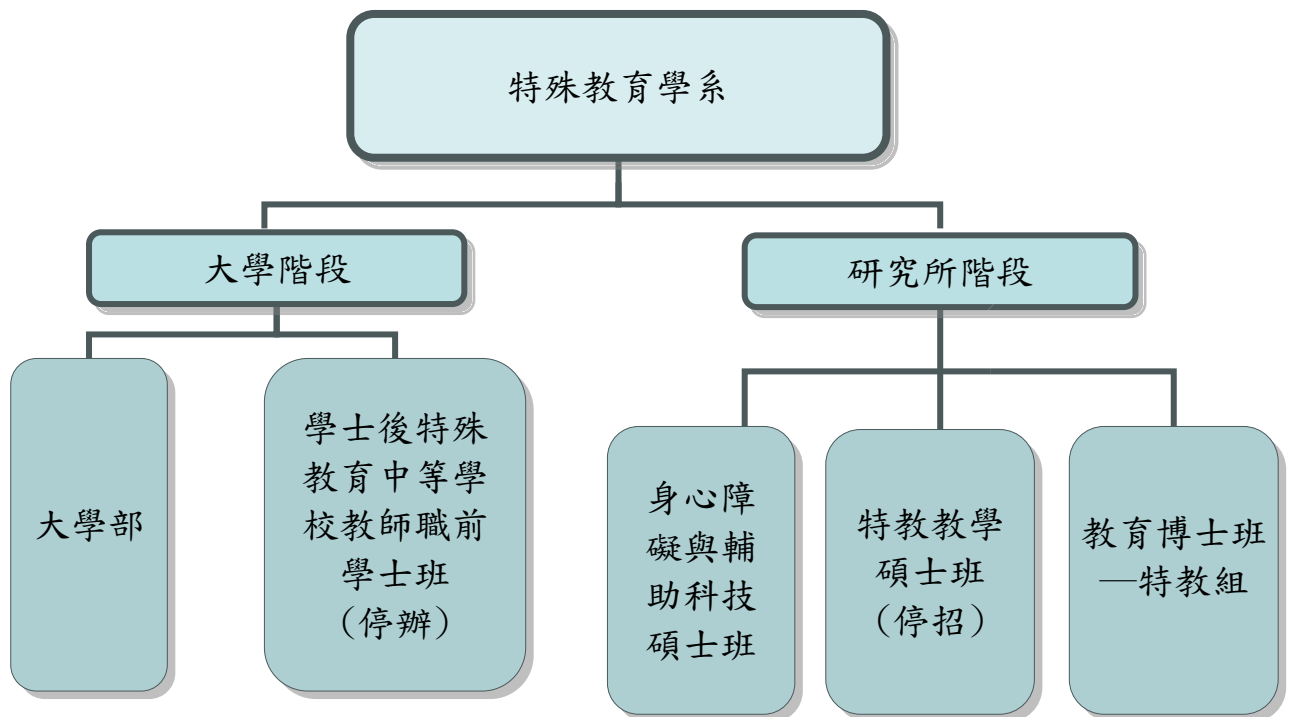 特殊教育學系
大學階段
研究所階段
大學部
學士後特殊
教育中等學
校教師職前
學士班
(停辦)
身心障
礙與輔
助科技
碩士班
特教教學
碩士班
(停招)
教育博士班
—特教組